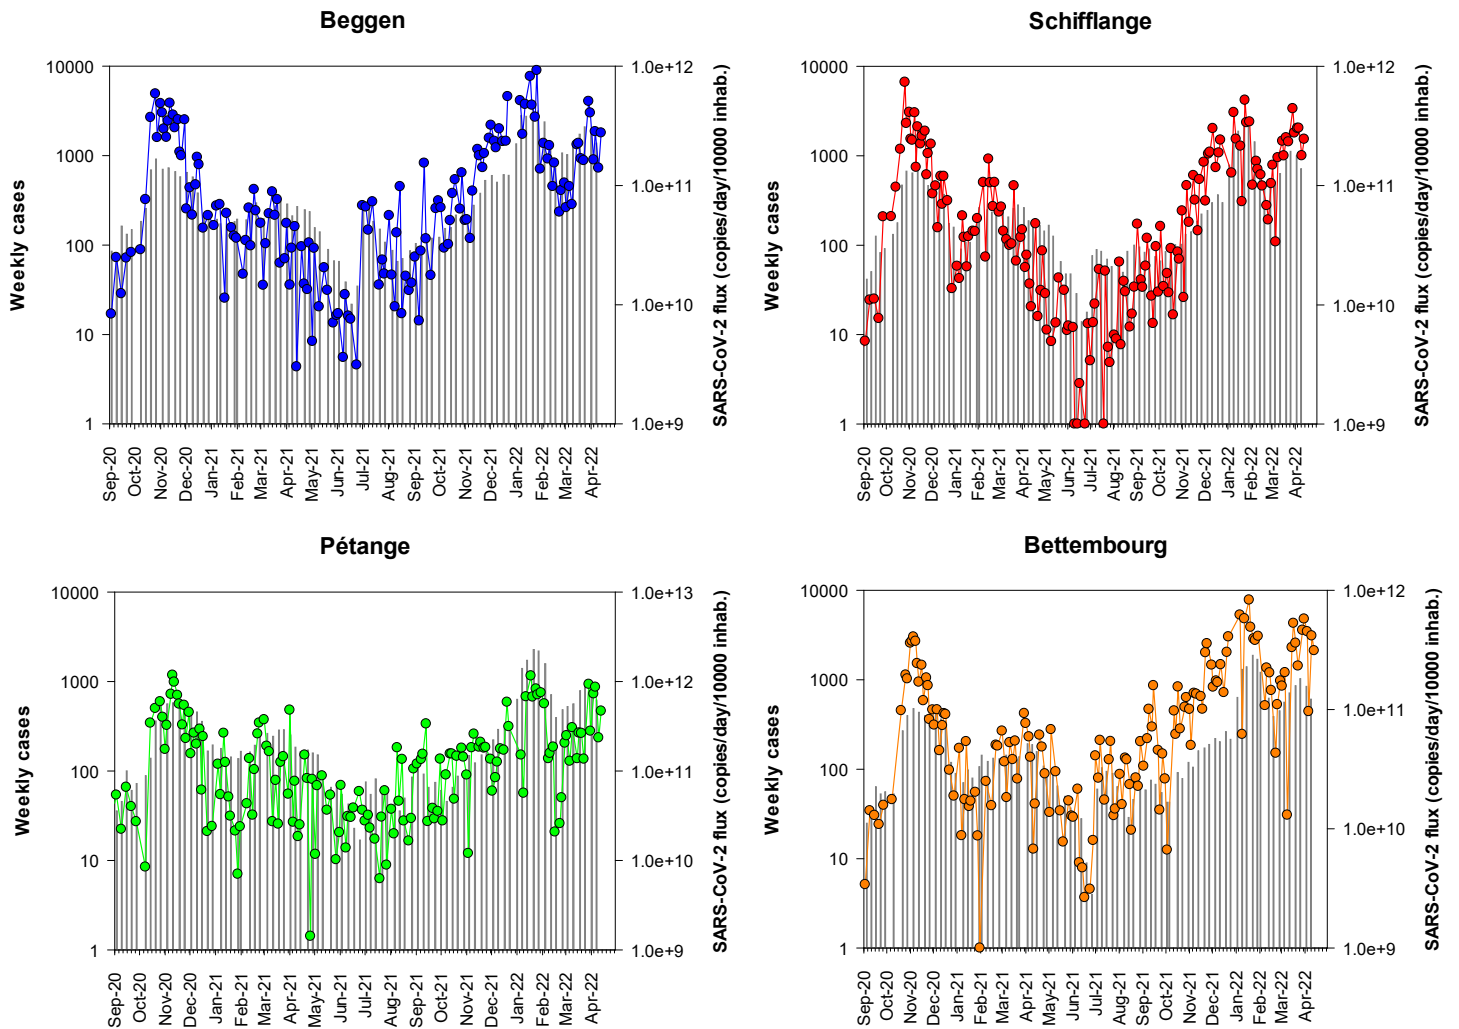 Beggen
Weekly cases
10000
1000
100
10
1
1.0e+12
1.0e+11
1.0e+10
1.0e+9
SARS-CoV-2 flux (copies/day/10000 inhab.)
Sep-20
Oct-20
Nov-20
Dec-20
Jan-21
Feb-21
Mar-21
Apr-21
May-21
Jun-21
Jul-21
Aug-21
Sep-21
Oct-21
Nov-21
Dec-21
Jan-22
Feb-22
Mar-22
Apr-22
Schifflange
Weekly cases
10000
1000
100
10
1
1.0e+12
1.0e+11
1.0e+10
1.0e+9
SARS-CoV-2 flux (copies/day/10000 inhab.)
Sep-20
Oct-20
Nov-20
Dec-20
Jan-21
Feb-21
Mar-21
Apr-21
May-21
Jun-21
Jul-21
Aug-21
Sep-21
Oct-21
Nov-21
Dec-21
Jan-22
Feb-22
Mar-22
Apr-22
Pétange
Weekly cases
10000
1000
100
10
1
1.0e+13
1.0e+12
1.0e+11
1.0e+10
1.0e+9
SARS-CoV-2 flux (copies/day/10000 inhab.)
Sep-20
Oct-20
Nov-20
Dec-20
Jan-21
Feb-21
Mar-21
Apr-21
May-21
Jun-21
Jul-21
Aug-21
Sep-21
Oct-21
Nov-21
Dec-21
Jan-22
Feb-22
Mar-22
Apr-22
Bettembourg
Weekly cases
10000
1000
100
10
1
1.0e+12
1.0e+11
1.0e+10
1.0e+9
SARS-CoV-2 flux (copies/day/10000 inhab.)
Sep-20
Oct-20
Nov-20
Dec-20
Jan-21
Feb-21
Mar-21
Apr-21
May-21
Jun-21
Jul-21
Aug-21
Sep-21
Oct-21
Nov-21
Dec-21
Jan-22
Feb-22
Mar-22
Apr-22